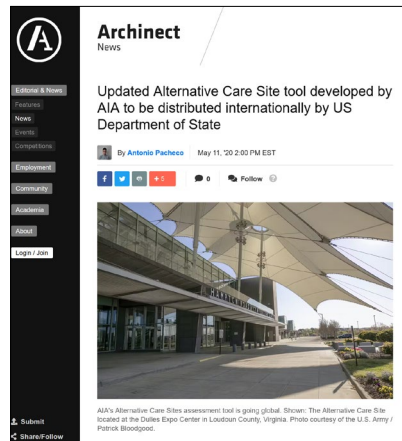 Archinect
News
Editorial & News
Features
News
Events
Competitions
Employment
Community
Academia
About
Login / Join
Submit
Share/Follow
Updated Alternative Care Site tool developed by
AIA to be distributed internationally by US
Department of State
By Antonio Pacheco May 11, '20 2:00 PM EST
+ 5 0 Follow
HAMPTON
AIA's Alternative Care Sites assessment tool is going global. Shown: The Alternative Care Site
located at the Dulles Expo Center in Loudoun County, Virginia. Photo courtesy of the U.S. Army /
Patrick Bloodgood.